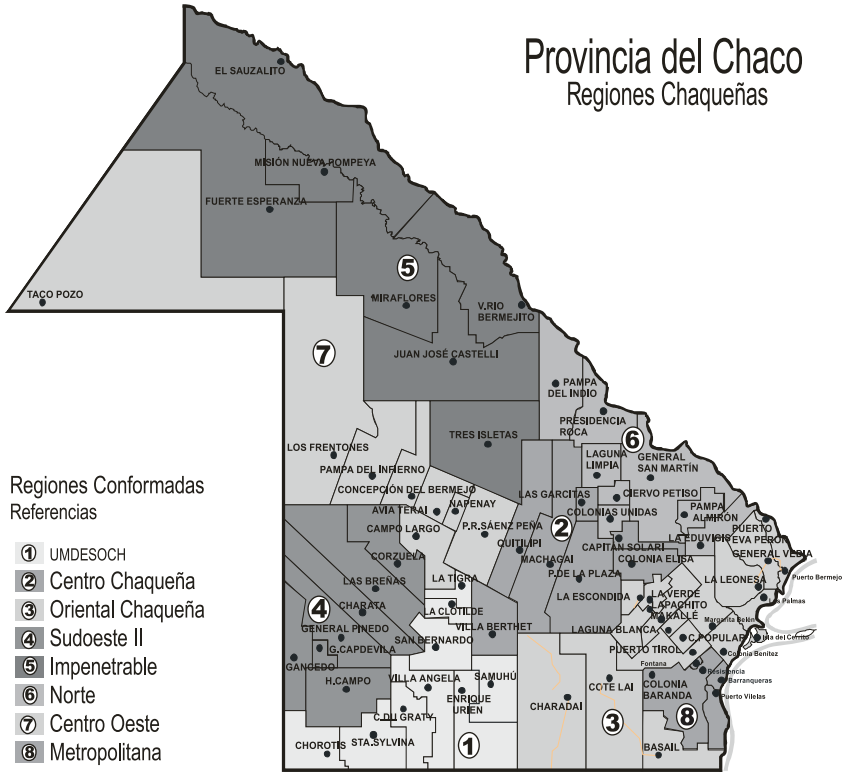 Provincia del Chaco
Regiones Chaqueñas
EL SAUZALITO
MISIÓN NUEVA POMPEYA
FUERTE ESPERANZA
5
TACO POZO
MIRAFLORES
V.RIO
BERMEJITO
7
JUAN JOSÉ CASTELLI
PAMPA
DEL INDIO
PRESIDENCIA
ROCA
TRES ISLETAS
6
LOS FRENTONES
LAGUNA
LIMPIA
GENERAL
SAN MARTÍN
PAMPA DEL INFIERNO
CONCEPCIÓN DEL BERMEJO
LAS GARCITAS
CIERVO PETISO
AVIA TERAI
NAPENAY
COLONIAS UNIDAS
PAMPA
ALMIRÓN
CAMPO LARGO
P.R.SÁENZ PEÑA
2
PUERTO
EVA PERÓN
QUITILIPI
CAPITÁN SOLARI
LA EDUVIGIS
CORZUELA
MACHAGAI
COLONIA ELISA
GENERAL VEDIA
LAS BREÑAS
LA TIGRA
P.DE LA PLAZA
LA LEONESA
Puerto Bermejo
LA ESCONDIDA
LA VERDE
LAPACHITO
Las Palmas
4
CHARATA
LA CLOTILDE
MAKALLÉ
Margarita Belén
GENERAL PINEDO
VILLA BERTHET
LAGUNA BLANCA
C.POPULAR
Isla del Cerrito
G.CAPDEVILA
SAN BERNARDO
PUERTO TIROL
Colonia Benítez
GANCEDO
Fontana
Resistencia
H.CAMPO
VILLA ANGELA
SAMUHÚ
COTE LAI
COLONIA
BARANDA
Barranqueras
ENRIQUE
URIEN
CHARADAI
Puerto Vilelas
C.DU GRATY
3
8
CHOROTIS
STA.SYLVINA
1
BASAIL
Regiones Conformadas
Referencias
1 UMDESOCH
2 Centro Chaqueña
3 Oriental Chaqueña
4 Sudoeste II
5 Impenetrable
6 Norte
7 Centro Oeste
8 Metropolitana